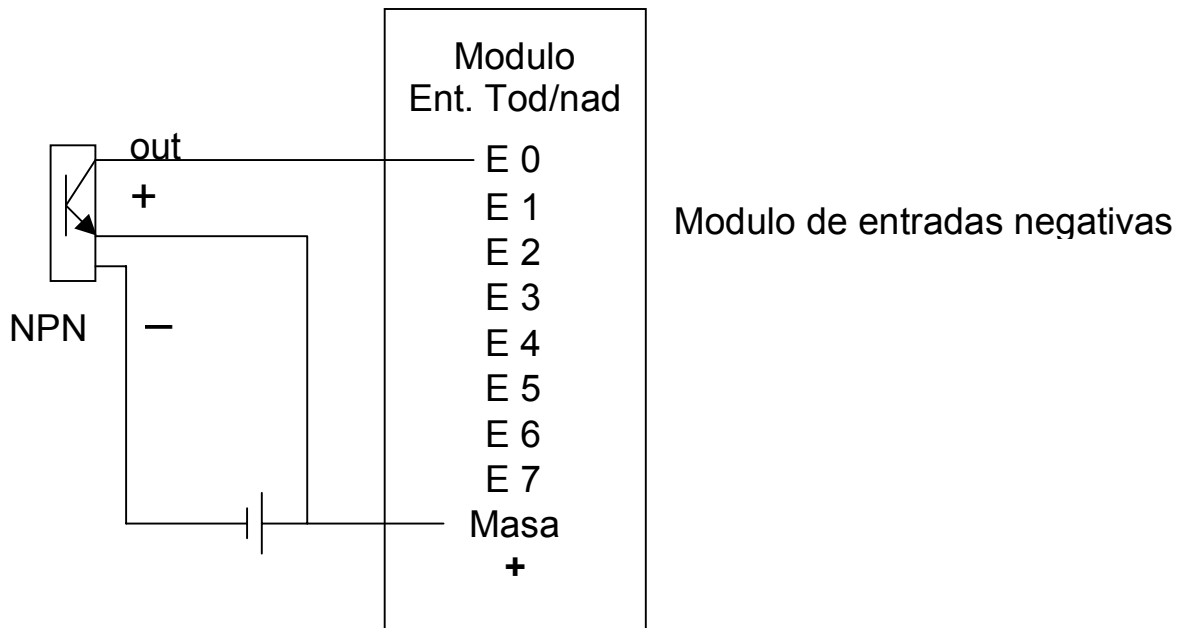 Modulo
Ent. Tod/nad
out
+
NPN
–
E 0
E 1
E 2
E 3
E 4
E 5
E 6
E 7
Masa
+
Modulo de entradas negativas